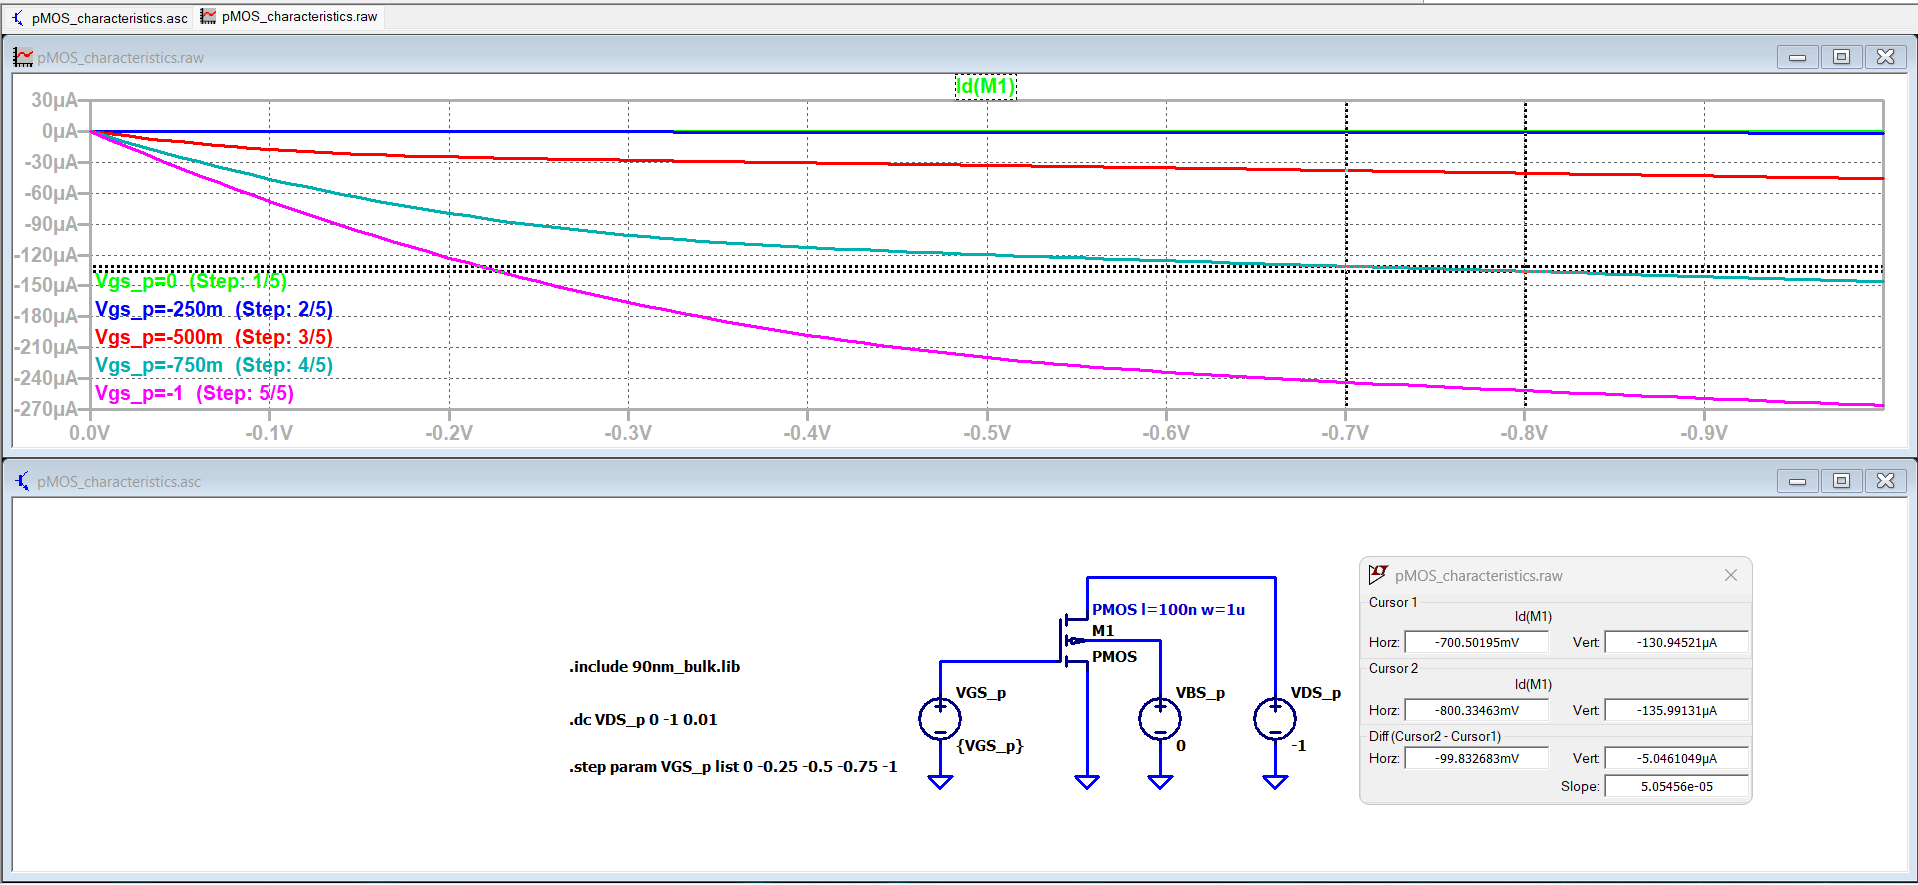 pMOS_characteristics.asc
pMOS_characteristics.raw
pMOS_characteristics.raw
Id(M1)
30µA
0µA
-30µA
-60µA
-90µA
-120µA
-150µA
-180µA
-210µA
-240µA
-270µA
Vgs_p=0 (Step: 1/5)
Vgs_p=-250m (Step: 2/5)
Vgs_p=-500m (Step: 3/5)
Vgs_p=-750m (Step: 4/5)
Vgs_p=-1 (Step: 5/5)
0.0V
-0.1V
-0.2V
-0.3V
-0.4V
-0.5V
-0.6V
-0.7V
-0.8V
-0.9V
pMOS_characteristics.asc
.include 90nm_bulk.lib
.dc VDS_p 0 -1 0.01
.step param VGS_p list 0 -0.25 -0.5 -0.75 -1
PMOS l=100n w=1u
M1
PMOS
VGS_p
{VGS_p}
VBS_p
0
VDS_p
-1
pMOS_characteristics.raw
Cursor 1
Id(M1)
Horz: -700.50195mV Vert: -130.94521µA
Cursor 2
Id(M1)
Horz: -800.33463mV Vert: -135.99131µA
Diff (Cursor2 - Cursor1)
Horz: -99.832683mV Vert: -5.0461049µA
Slope: 5.05456e-05